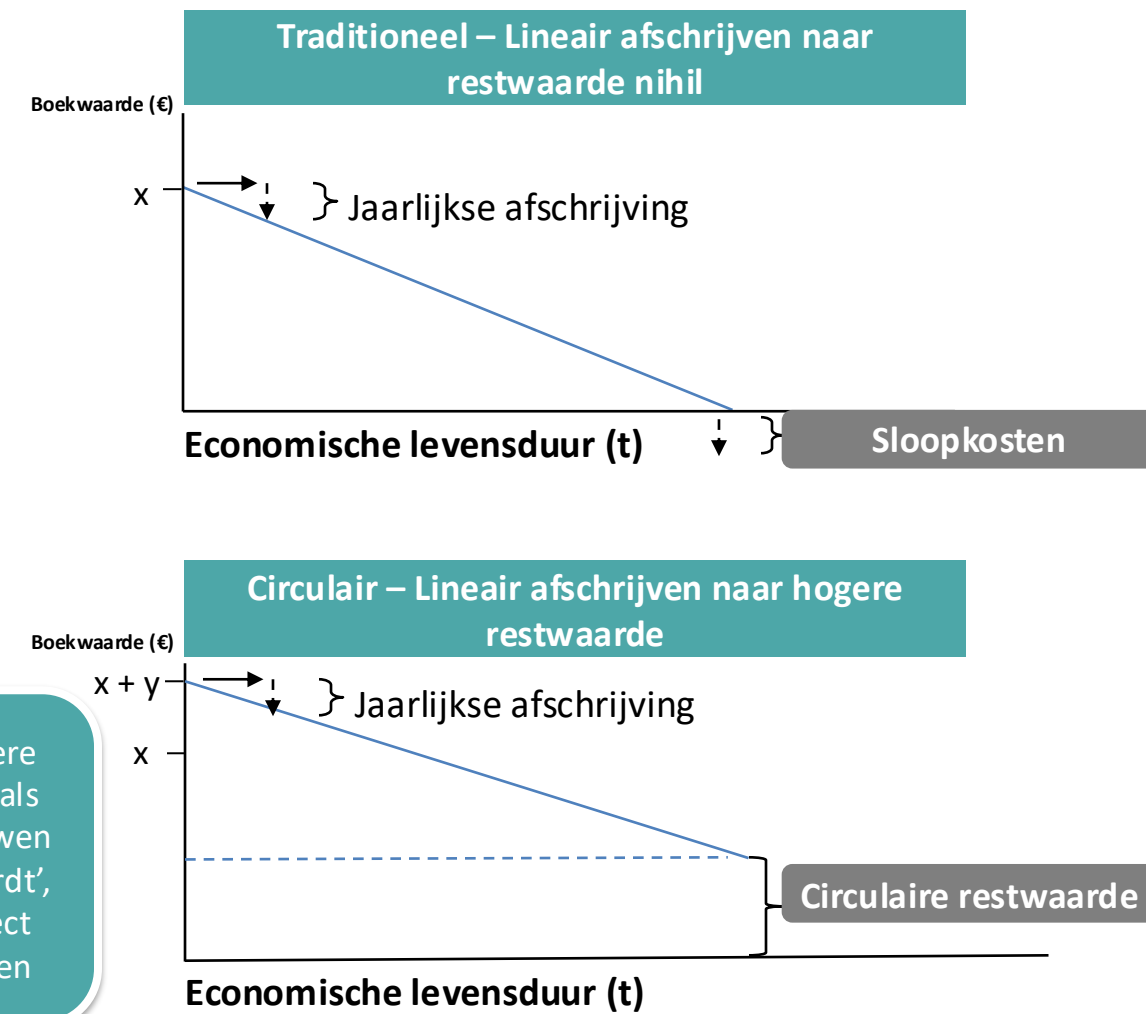 Traditioneel – Lineair afschrijven naar
restwaarde nihil
Boekwaarde (€)
x
Jaarlijkse afschrijving
Economische levensduur (t)
Sloopkosten
Circulair – Lineair afschrijven naar hogere
restwaarde
Boekwaarde (€)
x + y
Jaarlijkse afschrijving
x
als
Circulaire restwaarde
Economische levensduur (t)